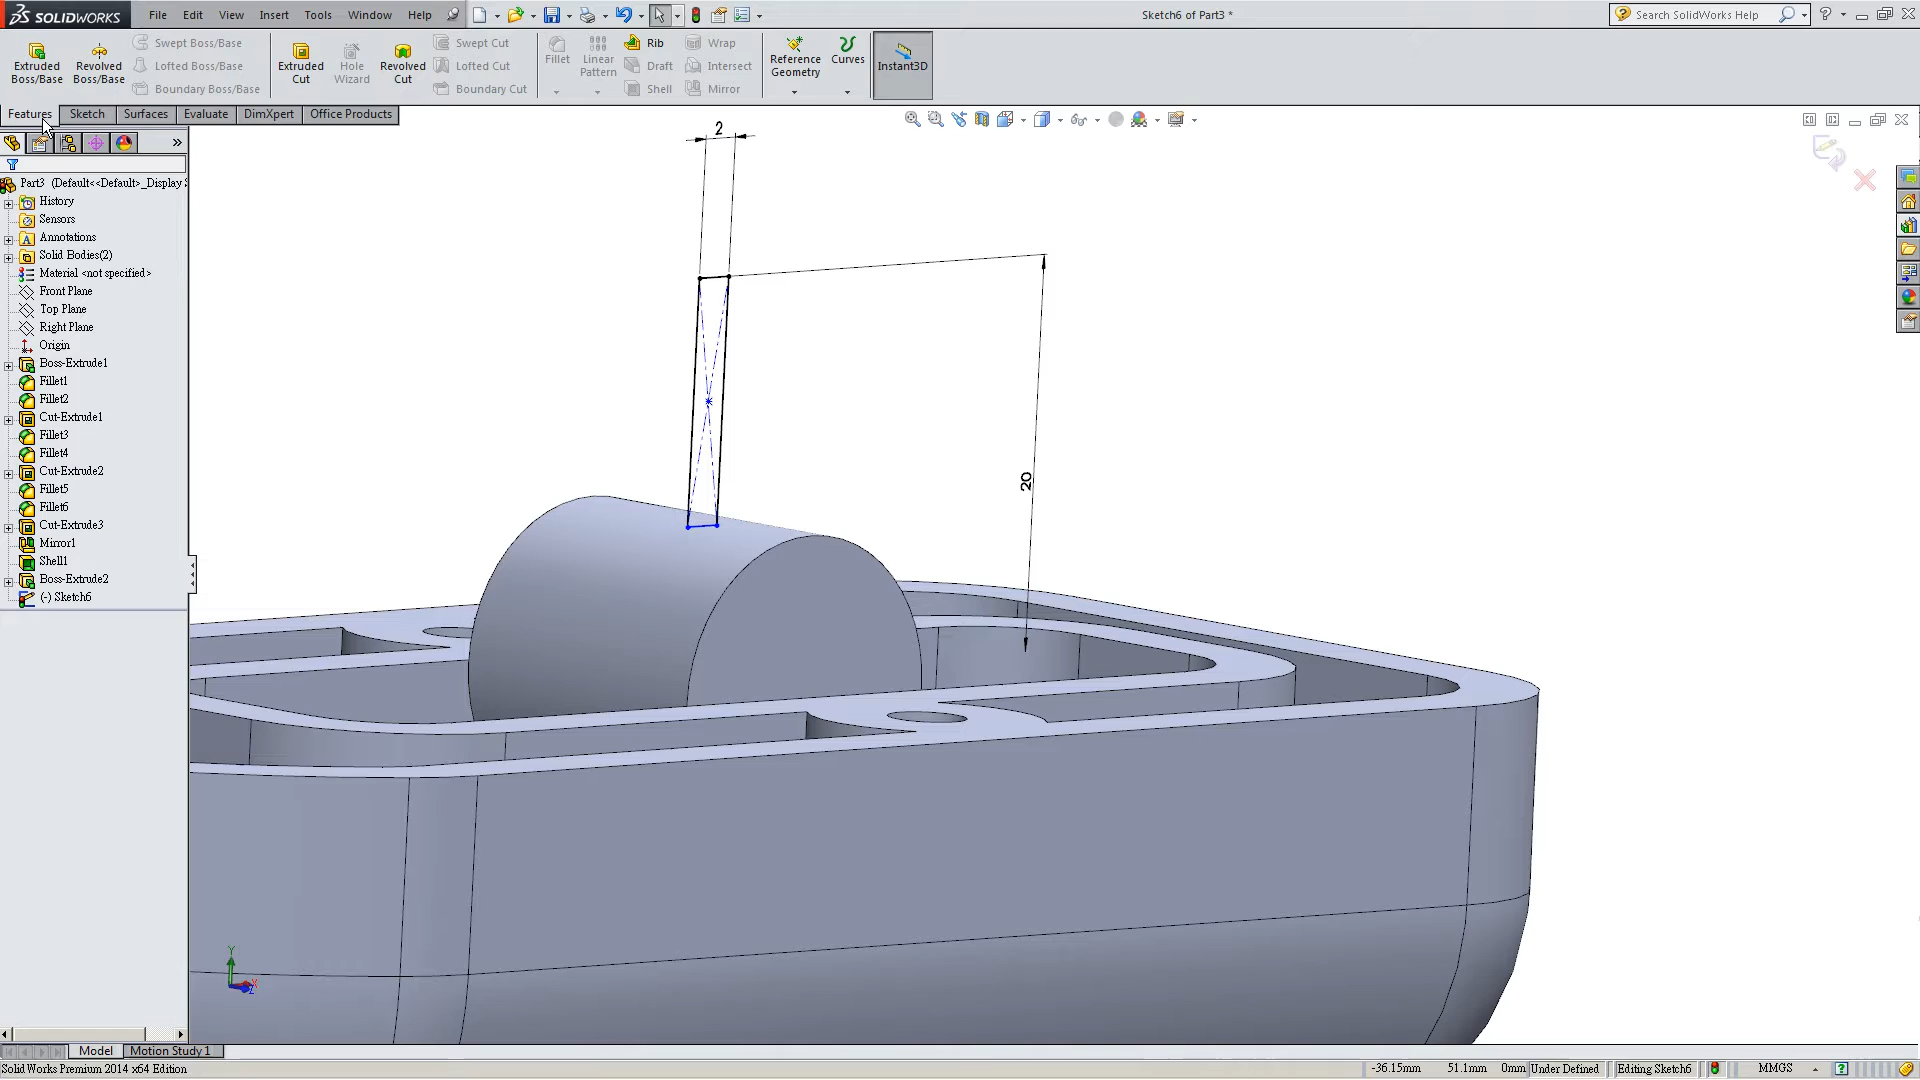 SOLIDWORKS File Edit View Insert Tools Window Help Sketch6 of Part3 * Search SolidWorks Help
Extruded Boss/Base
Revolved Boss/Base
Swept Boss/Base
Lofted Boss/Base
Boundary Boss/Base
Extruded Cut
Hole Wizard
Revolved Cut
Swept Cut
Lofted Cut
Boundary Cut
Fillet
Linear Pattern
Rib
Draft
Shell
Wrap
Intersect
Mirror
Reference Geometry
Curves
Instant3D
Features Sketch Surfaces Evaluate DimXpert Office Products
Part3 (Default<<Default>_Display
History
Sensors
Annotations
Solid Bodies(2)
Material <not specified>
Front Plane
Top Plane
Right Plane
Origin
Boss-Extrude1
Fillet1
Fillet2
Cut-Extrude1
Fillet3
Fillet4
Cut-Extrude2
Fillet5
Fillet6
Cut-Extrude3
Mirror1
Shell1
Boss-Extrude2
(-) Sketch6
2
20
Y
X
Z
Model Motion Study 1
SolidWorks Premium 2014 x64 Edition -36.15mm 51.1mm 0mm Under Defined Editing Sketch6 MMGS